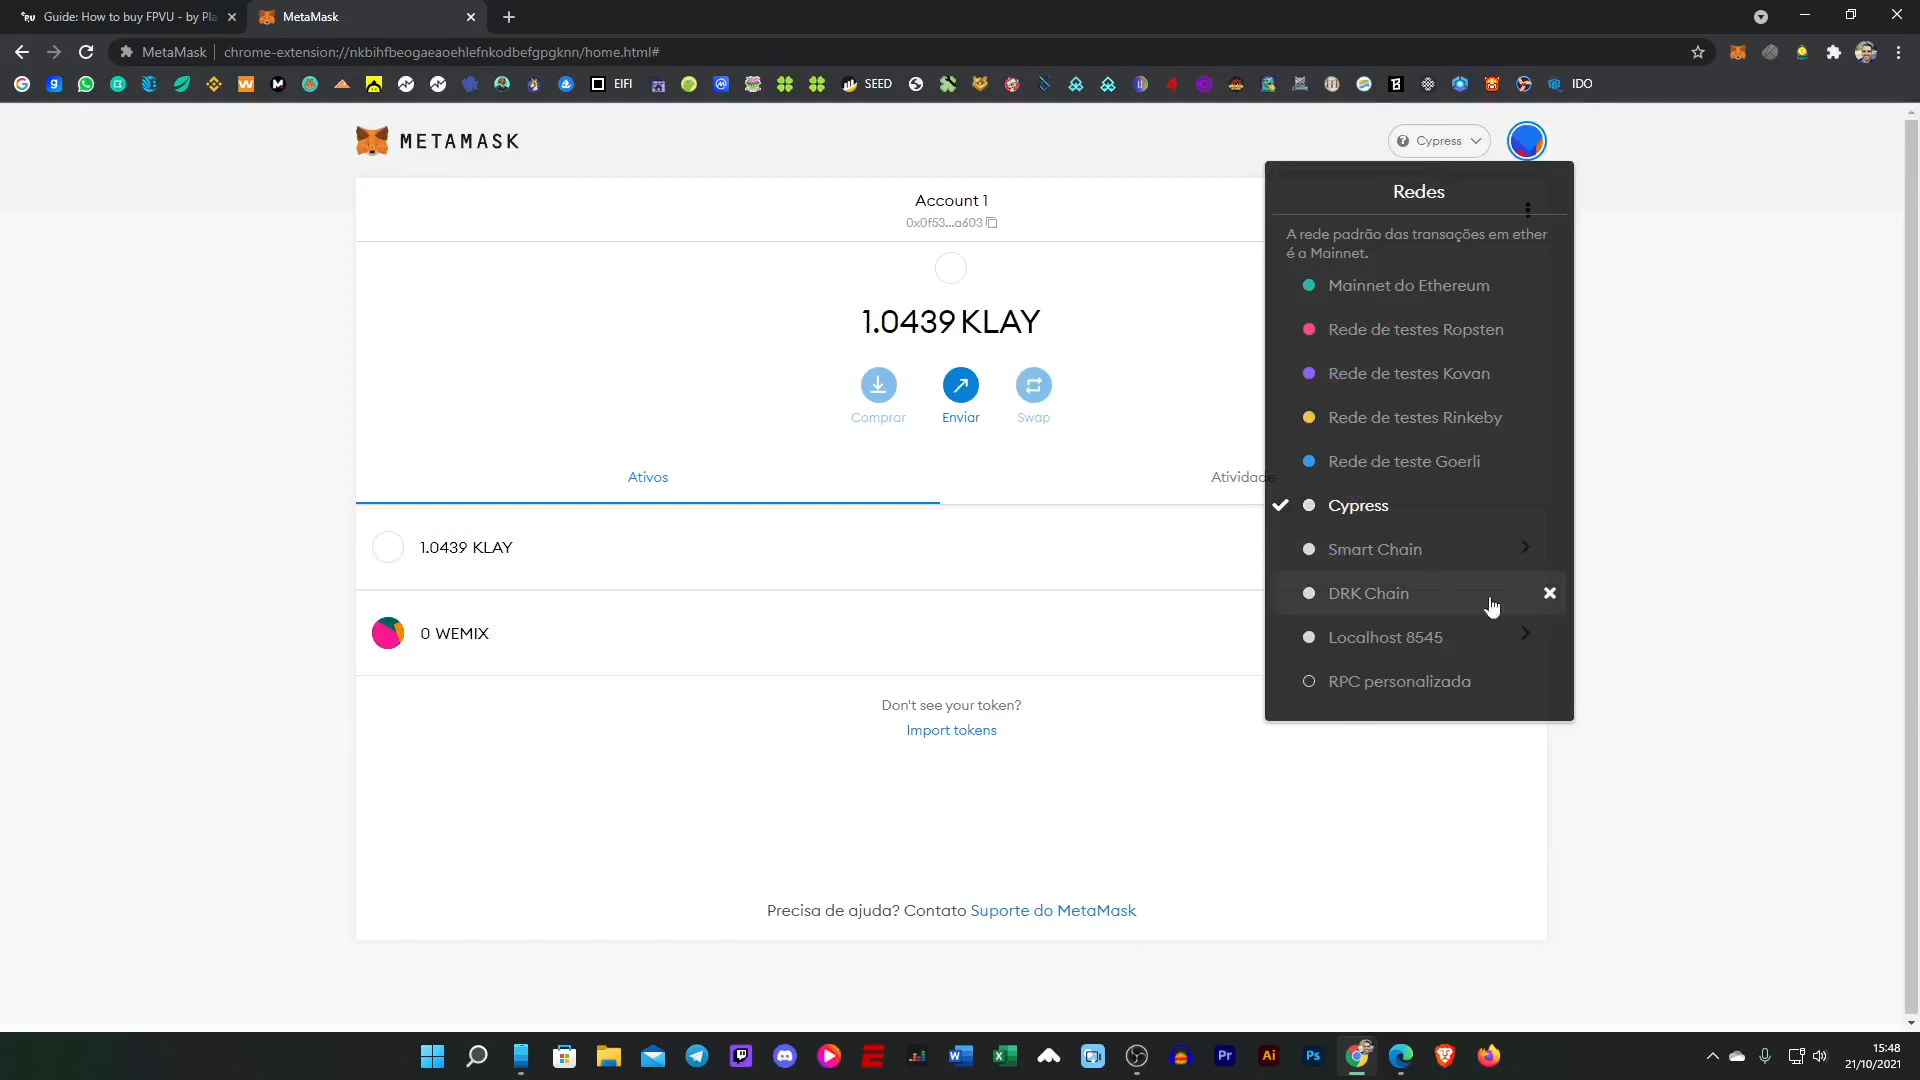 Guide: How to buy FPVU - by Pla
MetaMask
MetaMask
chrome-extension://nkbihfbeogaeaoehlefnkodbefgpgknn/home.html#
EIFI
SEED
IDO
METAMASK
Cypress
Account 1
0x0f53...a603
1.0439 KLAY
Comprar
Enviar
Swap
Ativos
Atividade
1.0439 KLAY
0 WEMIX
Don't see your token?
Import tokens
Precisa de ajuda? Contato Suporte do MetaMask
Redes
A rede padrão das transações em ether
é a Mainnet.
Mainnet do Ethereum
Rede de testes Ropsten
Rede de testes Kovan
Rede de testes Rinkeby
Rede de teste Goerli
Cypress
Smart Chain
DRK Chain
Localhost 8545
RPC personalizada
Pr
Ai
Ps
15:48
21/10/2021